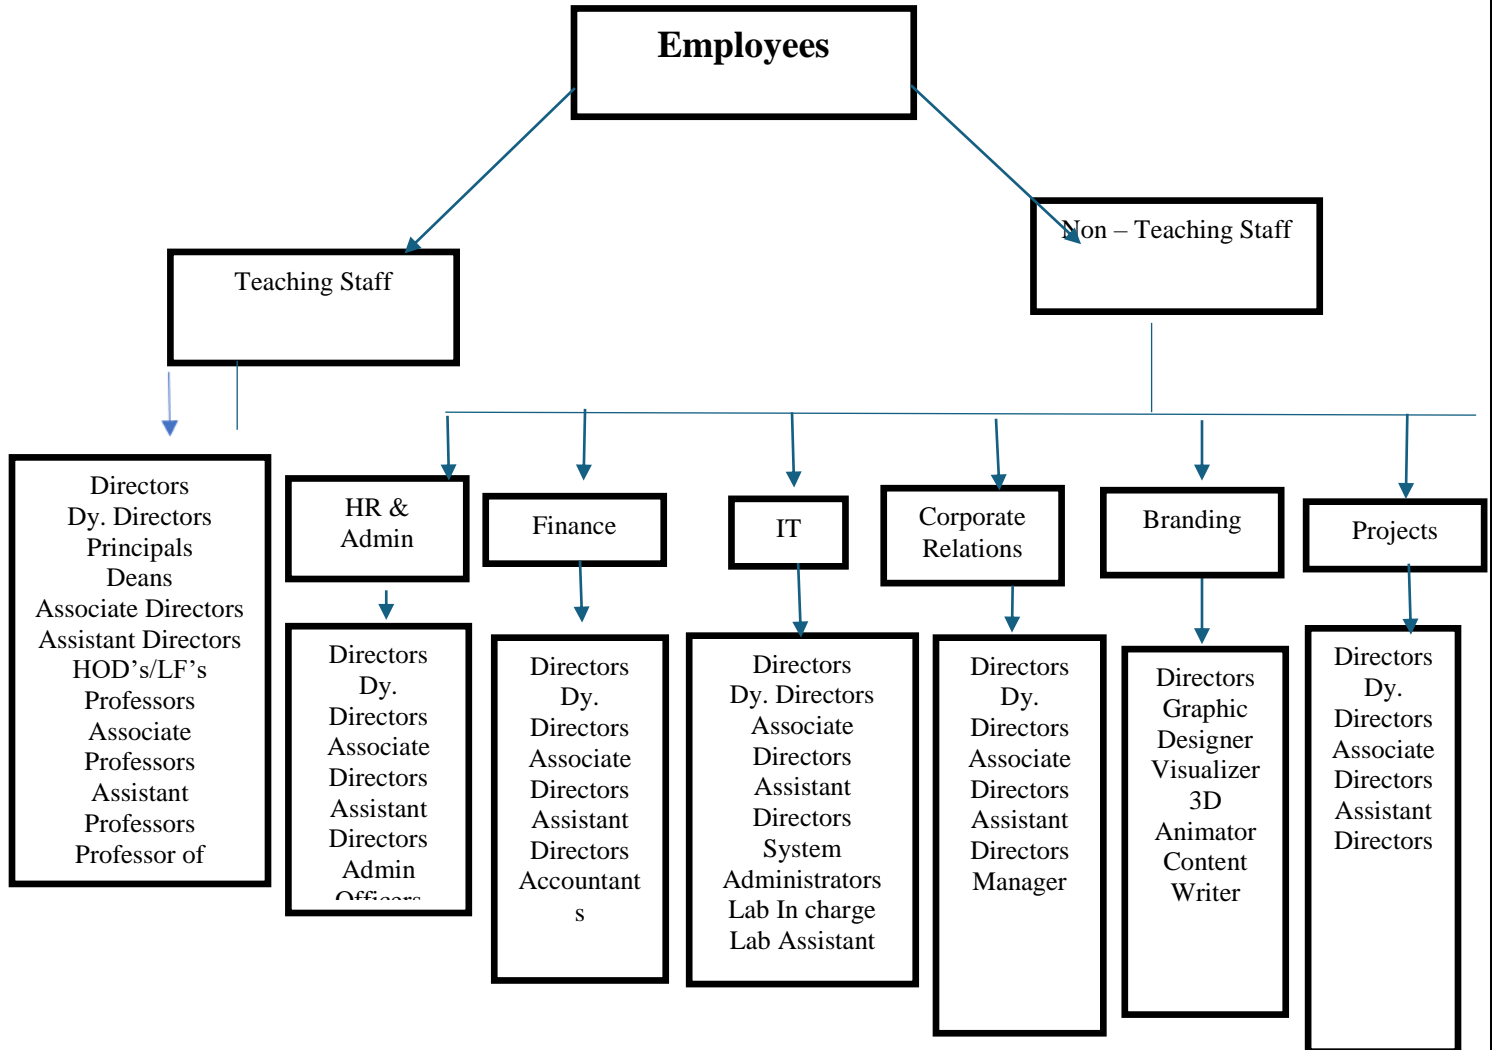 Employees
Non – Teaching Staff
Teaching Staff
Directors
Dy. Directors
Principals
Deans
Associate Directors
Assistant Directors
HOD’s/LF’s
Professors
Associate
Professors
Assistant
Professors
Professor of
HR &
Admin
Finance
IT
Corporate
Relations
Branding
Projects
Directors
Dy.
Directors
Associate
Directors
Assistant
Directors
Admin
Officers
Directors
Dy.
Directors
Associate
Directors
Assistant
Directors
Accountant
s
Directors
Dy. Directors
Associate
Directors
Assistant
Directors
System
Administrators
Lab In charge
Lab Assistant
Directors
Dy.
Directors
Associate
Directors
Assistant
Directors
Manager
Directors
Graphic
Designer
Visualizer
3D
Animator
Content
Writer
Directors
Dy.
Directors
Associate
Directors
Assistant
Directors